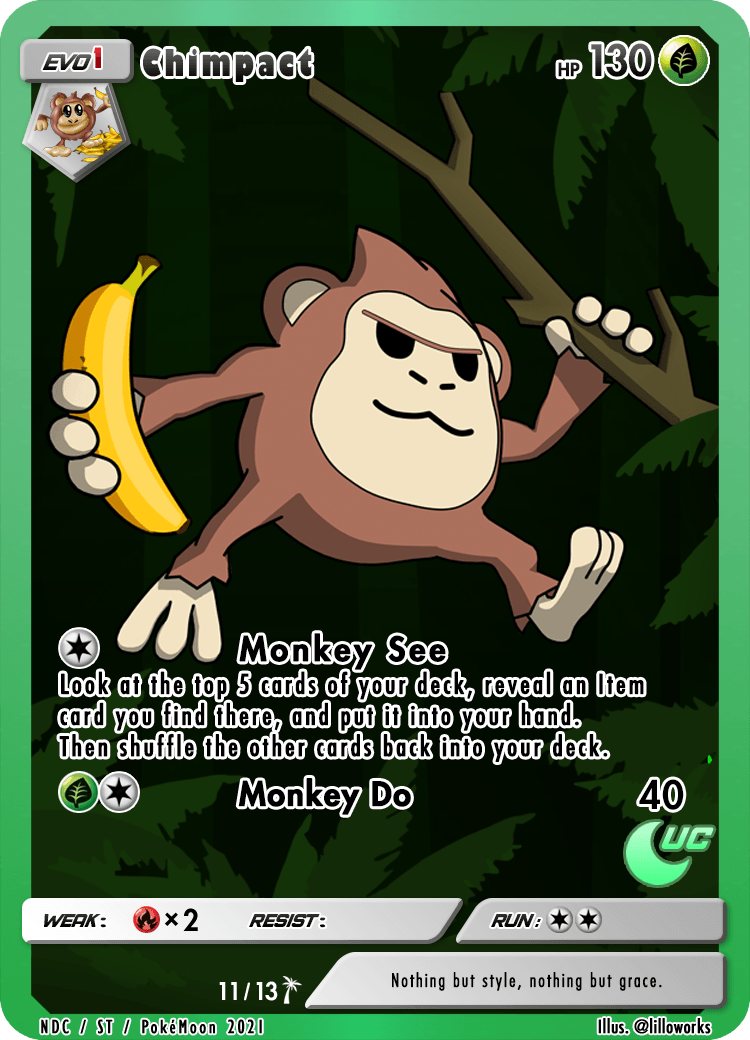 EVO1 Chimpact HP 130
Monkey See
Look at the top 5 cards of your deck, reveal an Item
card you find there, and put it into your hand.
Then shuffle the other cards back into your deck.
Monkey Do 40
UC
WEAK: ×2 RESIST: RUN:
11/13
Nothing but style, nothing but grace.
NDC / ST / PokéMoon 2021 Illus. @lilloworks